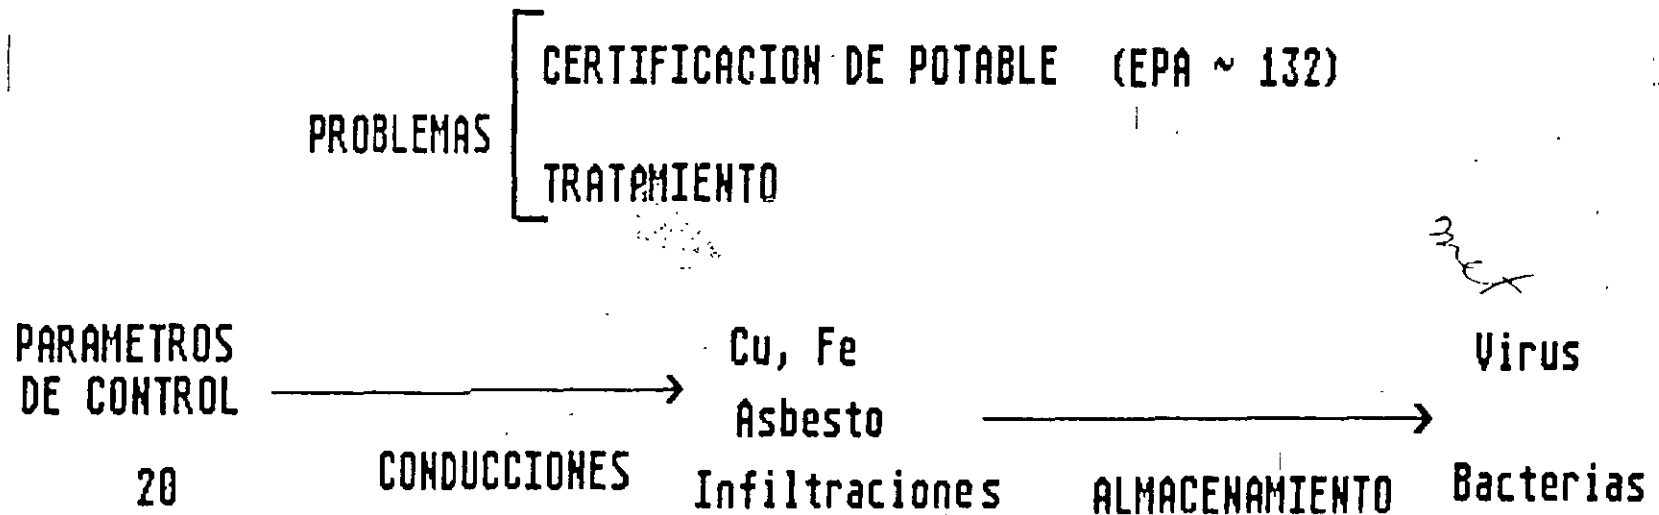 CERTIFICACION DE POTABLE (EPA ~ 132)
PROBLEMAS
TRATAMIENTO
PARAMETROS
DE CONTROL
20
CONDUCCIONES
Cu, Fe
Asbesto
Infiltraciones
ALMACENAMIENTO
Virus
Bacterias